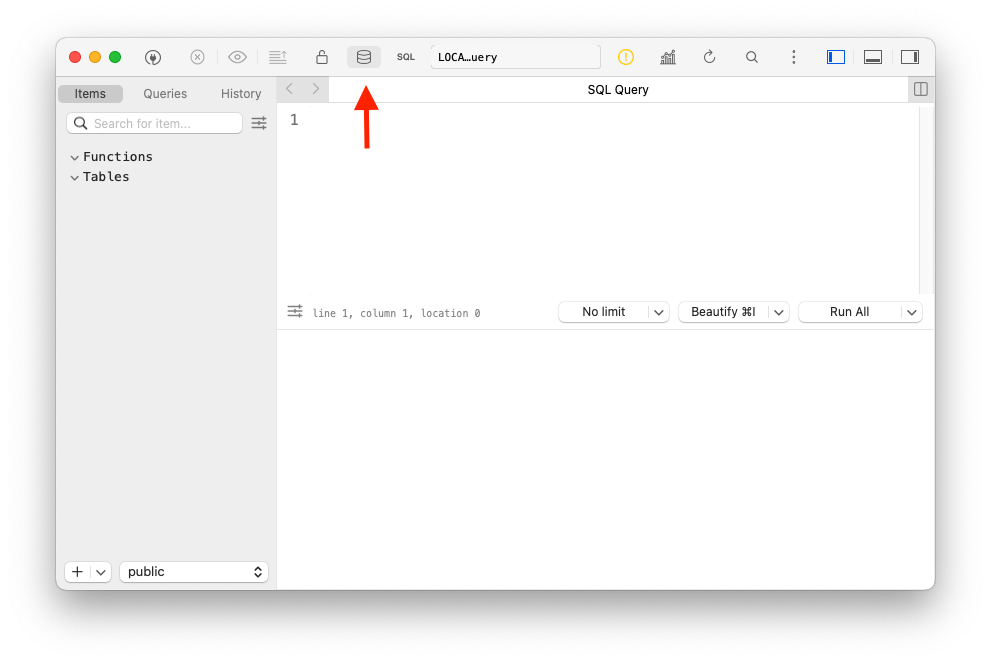 SQL LOCA…uery
Items Queries History
SQL Query
Search for item...
1
Functions
Tables
line 1, column 1, location 0
No limit Beautify ⌘I Run All
public